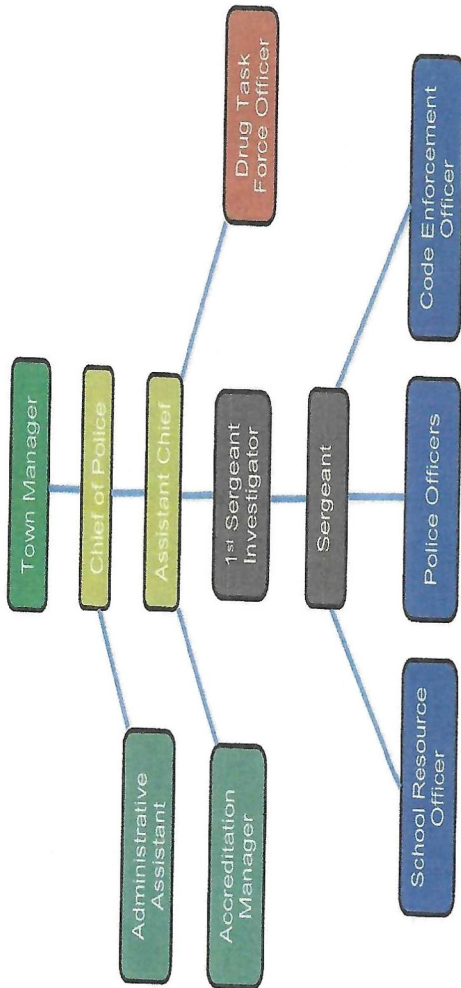 Town Manager
Chief of Police
Administrative
Assistant
Assistant Chief
Accreditation
Manager
Drug Task
Force Officer
1st Sergeant
Investigator
Sergeant
School Resource
Officer
Police Officers
Code Enforcement
Officer